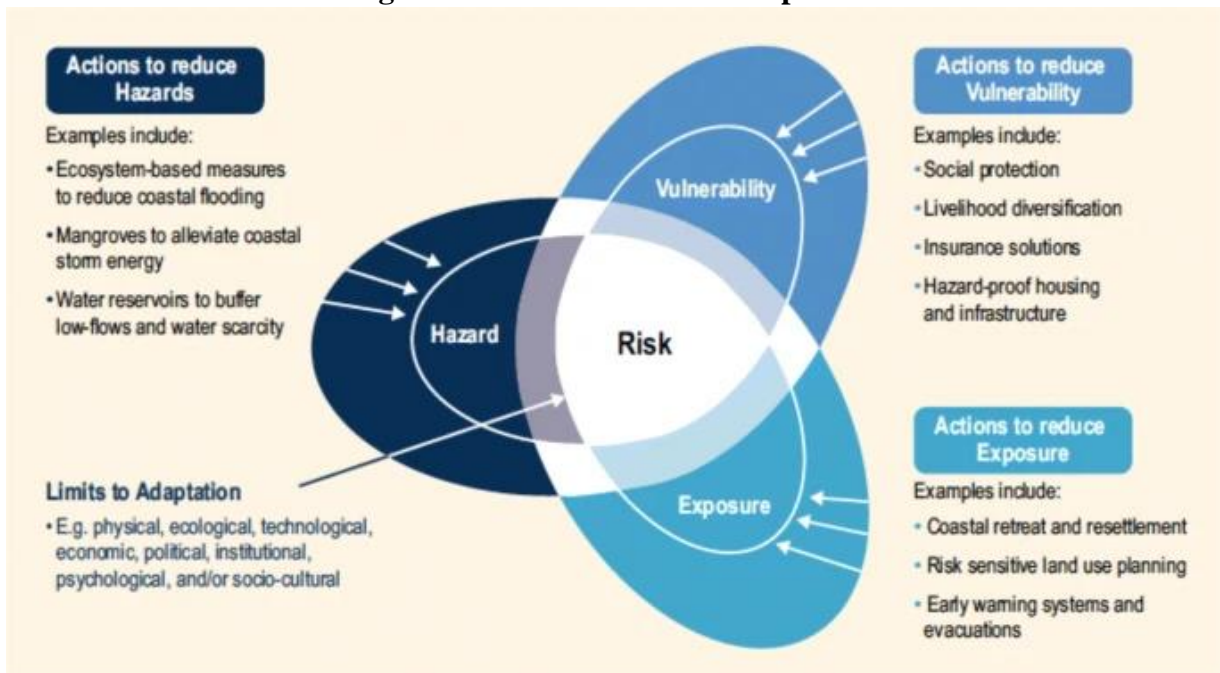 Actions to reduce
Hazards
Examples include:
• Ecosystem-based measures
to reduce coastal flooding
• Mangroves to alleviate coastal
storm energy
• Water reservoirs to buffer
low-flows and water scarcity
Limits to Adaptation
• E.g. physical, ecological, technological,
economic, political, institutional,
psychological, and/or socio-cultural
Hazard
Vulnerability
Risk
Exposure
Actions to reduce
Vulnerability
Examples include:
• Social protection
• Livelihood diversification
• Insurance solutions
• Hazard-proof housing
and infrastructure
Actions to reduce
Exposure
Examples include:
• Coastal retreat and resettlement
• Risk sensitive land use planning
• Early warning systems and
evacuations